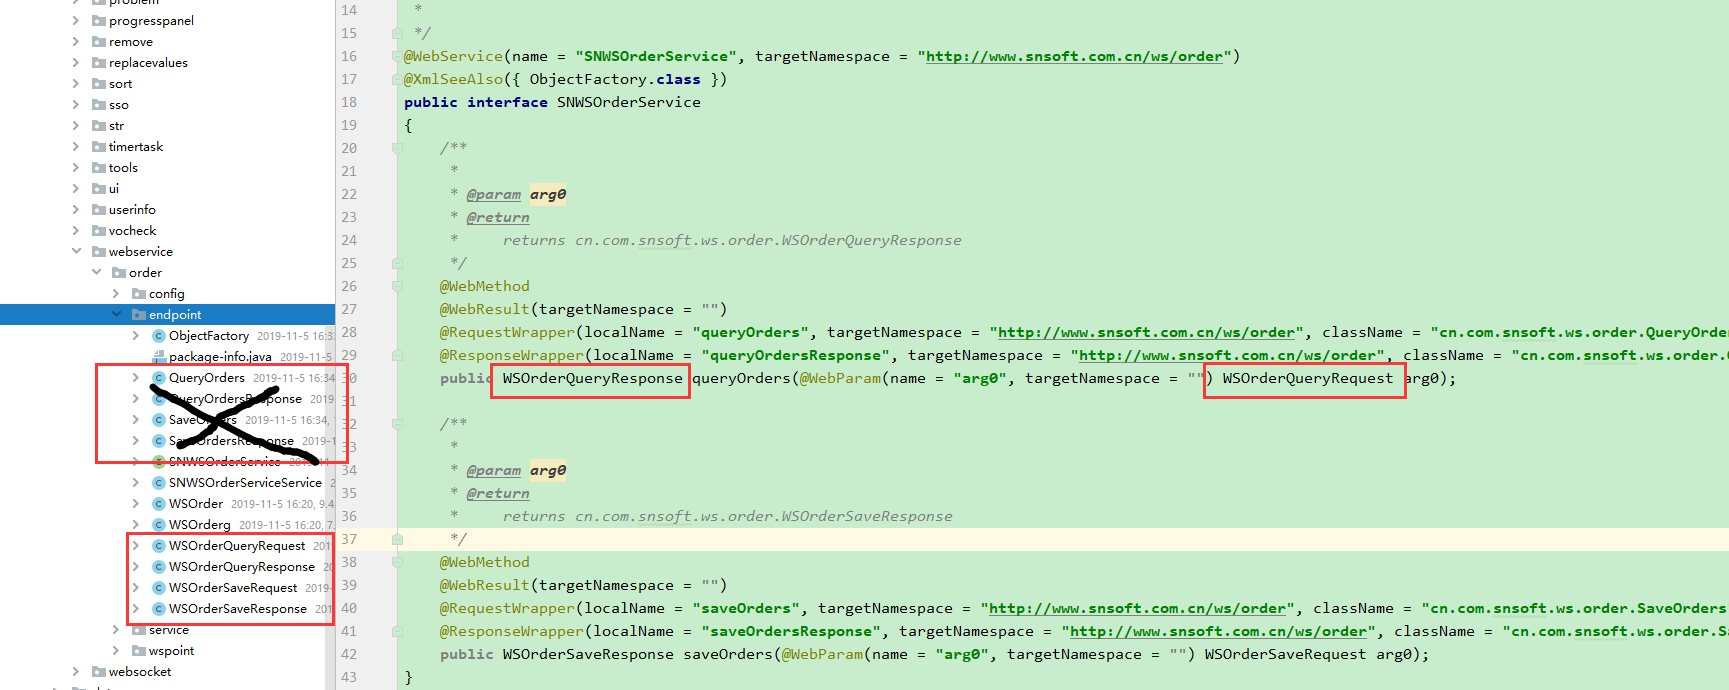 problem
progresspanel
remove
replacevalues
sort
sso
str
timertask
tools
ui
userinfo
vocheck
webservice
order
config
endpoint
ObjectFactory 2019-11-5 16:3
package-info.java 2019-11-5
QueryOrders 2019-11-5 16:34
QueryOrdersResponse 2019
SaveOrders 2019-11-5 16:34,
SaveOrdersResponse 2019-1
SNWSOrderService 2019-11-
SNWSOrderServiceService 2
WSOrder 2019-11-5 16:20, 9.4
WSOrderg 2019-11-5 16:20, 7.
WSOrderQueryRequest 201
WSOrderQueryResponse 20
WSOrderSaveRequest 2019-
WSOrderSaveResponse 201
service
wspoint
websocket
14 *
15 */
16 @WebService(name = "SNWSOrderService", targetNamespace = "http://www.snsoft.com.cn/ws/order")
17 @XmlSeeAlso({ ObjectFactory.class })
18 public interface SNWSOrderService
19 {
20 /**
21 *
22 * @param arg0
23 * @return
24 * returns cn.com.snsoft.ws.order.WSOrderQueryResponse
25 */
26 @WebMethod
27 @WebResult(targetNamespace = "")
28 @RequestWrapper(localName = "queryOrders", targetNamespace = "http://www.snsoft.com.cn/ws/order", className = "cn.com.snsoft.ws.order.QueryOrde
29 @ResponseWrapper(localName = "queryOrdersResponse", targetNamespace = "http://www.snsoft.com.cn/ws/order", className = "cn.com.snsoft.ws.order.
30 public WSOrderQueryResponse queryOrders(@WebParam(name = "arg0", targetNamespace = "") WSOrderQueryRequest arg0);
31
32 /**
33 *
34 * @param arg0
35 * @return
36 * returns cn.com.snsoft.ws.order.WSOrderSaveResponse
37 */
38 @WebMethod
39 @WebResult(targetNamespace = "")
40 @RequestWrapper(localName = "saveOrders", targetNamespace = "http://www.snsoft.com.cn/ws/order", className = "cn.com.snsoft.ws.order.SaveOrders
41 @ResponseWrapper(localName = "saveOrdersResponse", targetNamespace = "http://www.snsoft.com.cn/ws/order", className = "cn.com.snsoft.ws.order.Sa
42 public WSOrderSaveResponse saveOrders(@WebParam(name = "arg0", targetNamespace = "") WSOrderSaveRequest arg0);
43 }